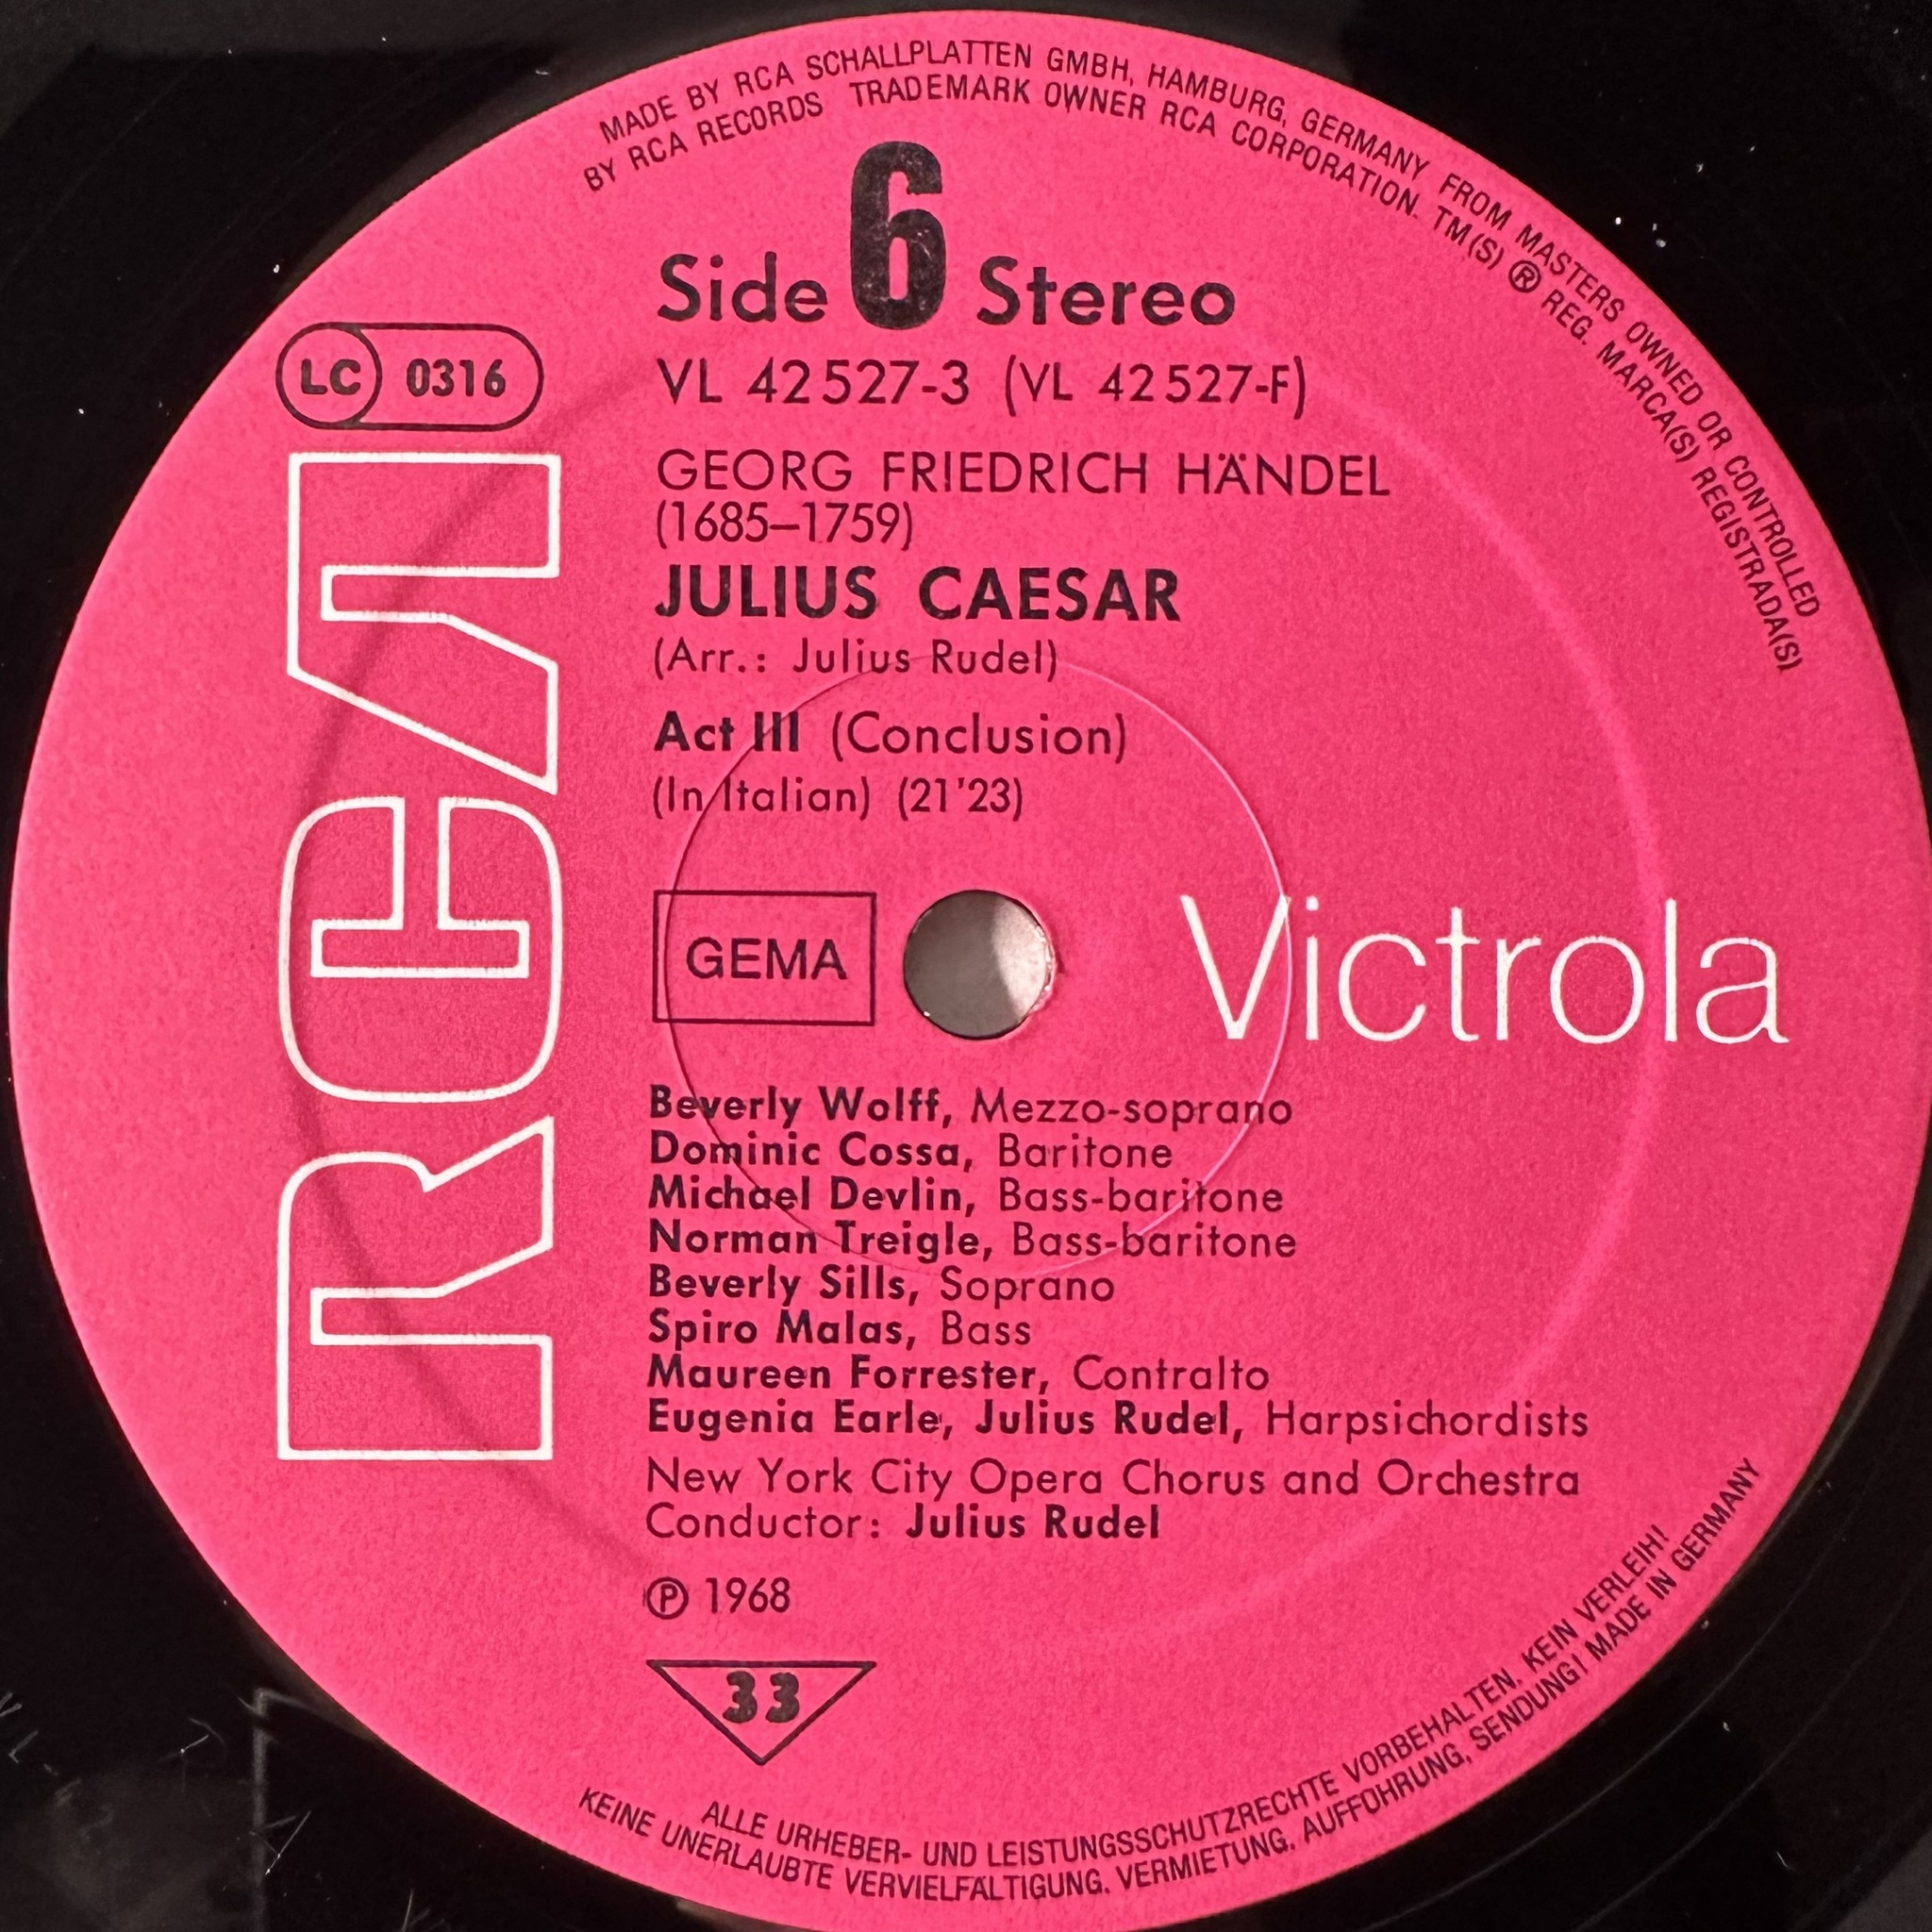 MADE BY RCA SCHALLPLATTEN GMBH, HAMBURG, GERMANY FROM MASTERS OWNED OR CONTROLLED
BY RCA RECORDS TRADEMARK OWNER RCA CORPORATION. TM(S) ® REG. MARCA(S) REGISTRADA(S)
Side 6 Stereo
LC 0316
VL 42527-3 (VL 42527-F)
GEORG FRIEDRICH HÄNDEL
(1685–1759)
JULIUS CAESAR
(Arr.: Julius Rudel)
Act III (Conclusion)
(In Italian) (21'23)
RCA
GEMA
Victrola
Beverly Wolff, Mezzo-soprano
Dominic Cossa, Baritone
Michael Devlin, Bass-baritone
Norman Treigle, Bass-baritone
Beverly Sills, Soprano
Spiro Malas, Bass
Maureen Forrester, Contralto
Eugenia Earle, Julius Rudel, Harpsichordists
New York City Opera Chorus and Orchestra
Conductor: Julius Rudel
℗ 1968
33
ALLE URHEBER- UND LEISTUNGSSCHUTZRECHTE VORBEHALTEN. KEIN VERLEIH!
KEINE UNERLAUBTE VERVIELFÄLTIGUNG. VERMIETUNG. AUFFÜHRUNG, SENDUNG! MADE IN GERMANY